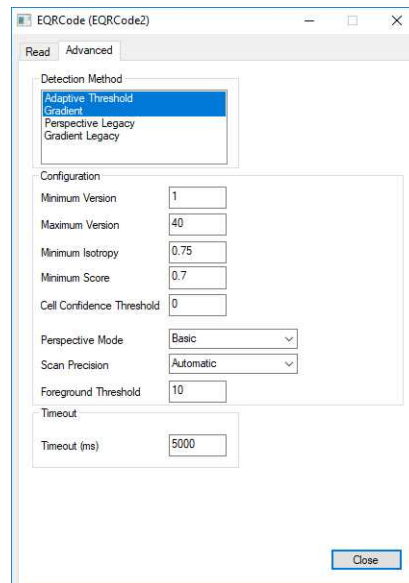 EQRCode (EQRCode2)
Read Advanced
Detection Method
Adaptive Threshold
Gradient
Perspective Legacy
Gradient Legacy
Configuration
Minimum Version 1
Maximum Version 40
Minimum Isotropy 0.75
Minimum Score 0.7
Cell Confidence Threshold 0
Perspective Mode Basic
Scan Precision Automatic
Foreground Threshold 10
Timeout
Timeout (ms) 5000
Close